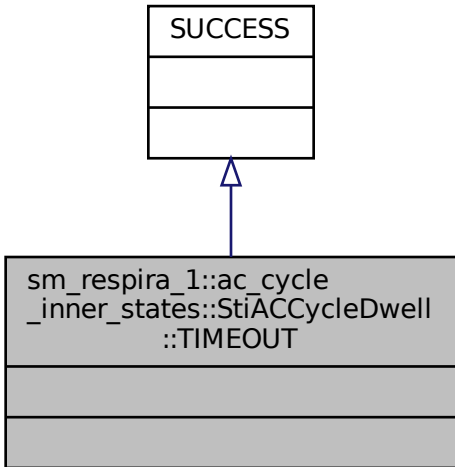 SUCCESS
sm_respira_1::ac_cycle
_inner_states::StiACCycleDwell
::TIMEOUT